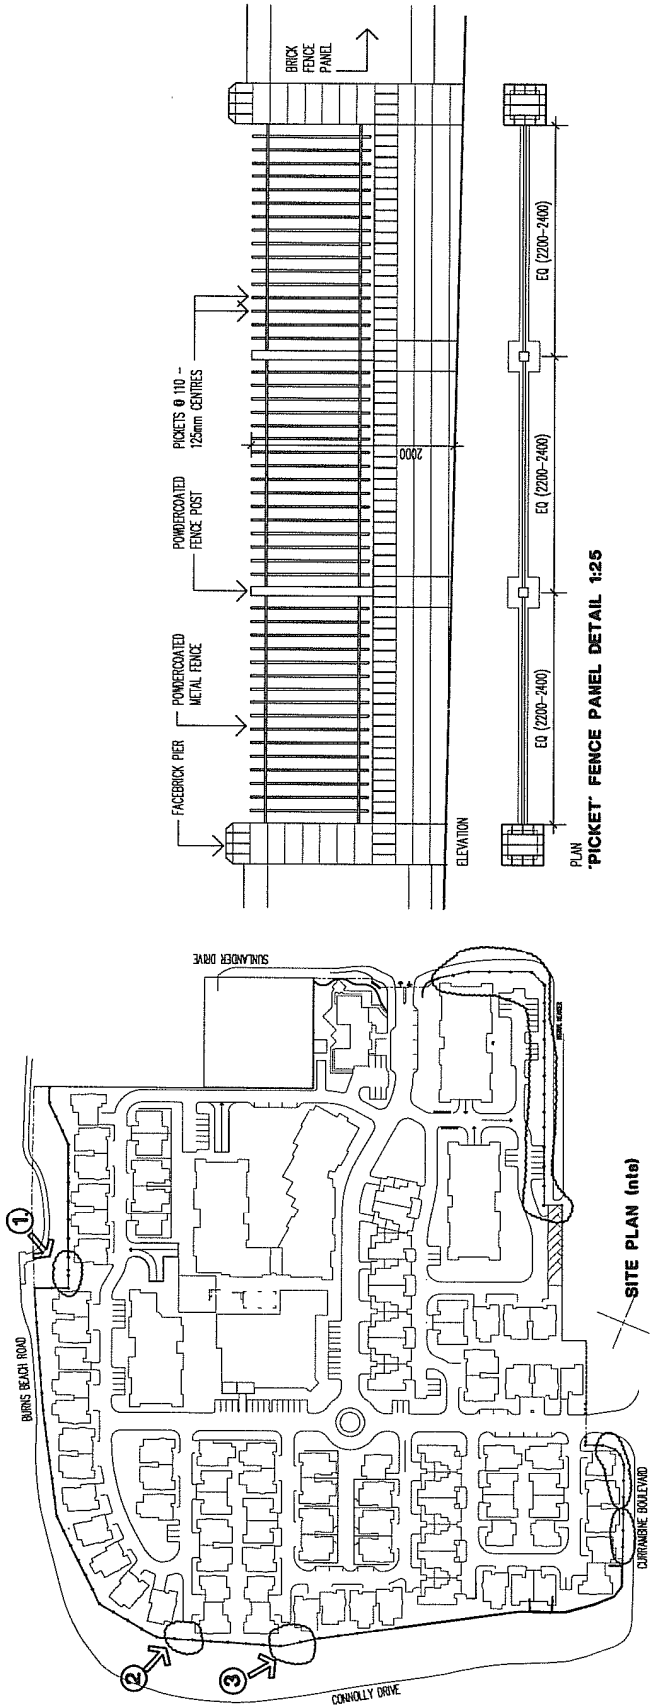 BRICK
FENCE
PANEL
PICKETS @ 110 -
125mm CENTRES
POWDERCOATED
FENCE POST
POWDERCOATED
METAL FENCE
FACEBRICK PIER
2000
ELEVATION
EQ (2200-2400)
EQ (2200-2400)
EQ (2200-2400)
PLAN
'PICKET' FENCE PANEL DETAIL 1:25
SUNLANDER DRIVE
BURNS BEACH ROAD
1.
2
3
CONNOLLY DRIVE
CURRAMBINE BOULEVARD
SITE PLAN (nts)